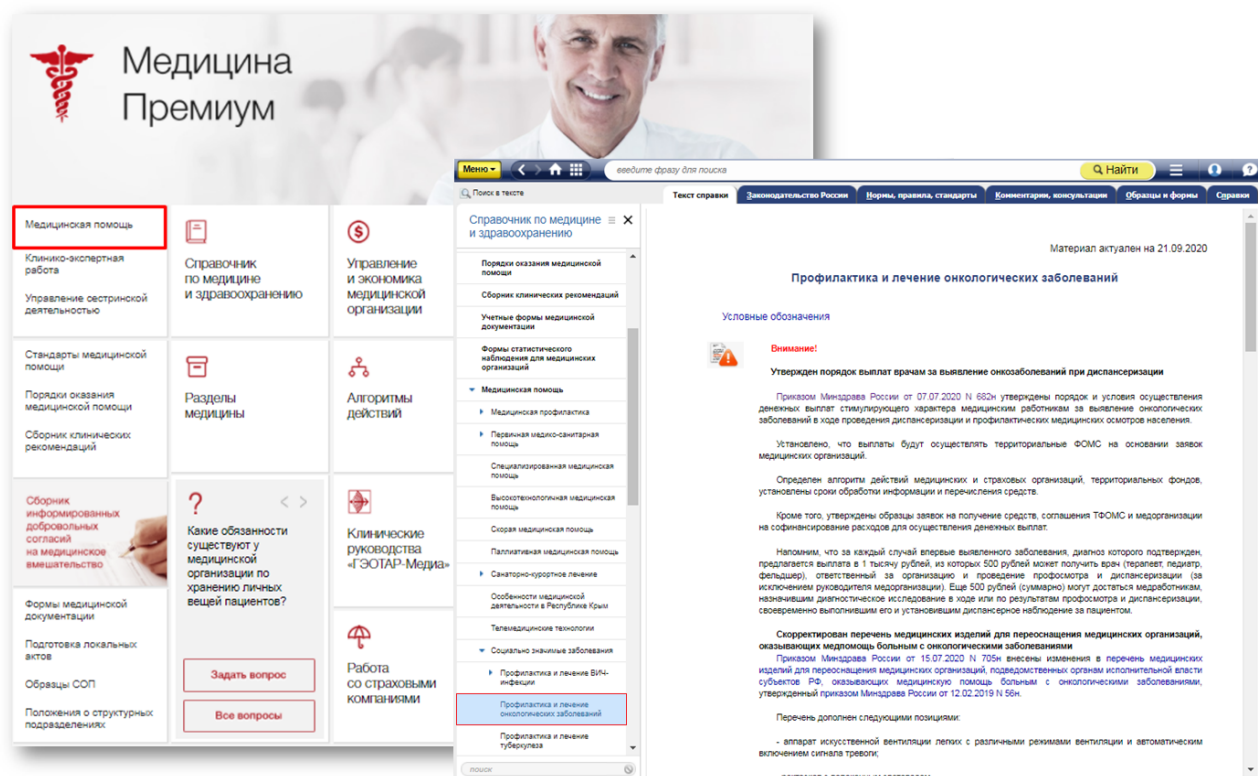 Медицина
Премиум
Медицинская помощь
Клинико-экспертная
работа
Управление сестринской
деятельностью
Справочник
по медицине
и здравоохранению
Управление
и экономика
медицинской
организации
Стандарты медицинской
помощи
Порядки оказания
медицинской помощи
Сборник клинических
рекомендаций
Разделы
медицины
Алгоритмы
действий
Сборник
информированных
добровольных
согласий
на медицинское
вмешательство
?
Какие обязанности
существуют у
медицинской
организации по
хранению личных
вещей пациентов?
Задать вопрос
Все вопросы
Клинические
руководства
«ГЭОТАР-Медиа»
Формы медицинской
документации
Подготовка локальных
актов
Образцы СОП
Положения о структурных
подразделениях
Работа
со страховыми
компаниями
Меню
введите фразу для поиска
Найти
Поиск в тексте
Текст справки
Законодательство России
Нормы, правила, стандарты
Комментарии, консультации
Образцы и формы
Справки
Справочник по медицине
и здравоохранению
Порядки оказания медицинской
помощи
Сборник клинических рекомендаций
Учетные формы медицинской
документации
Формы статистического
наблюдения для медицинских
организаций
Медицинская помощь
Медицинская профилактика
Первичная медико-санитарная
помощь
Специализированная медицинская
помощь
Высокотехнологичная медицинская
помощь
Скорая медицинская помощь
Паллиативная медицинская помощь
Санаторно-курортное лечение
Особенности медицинской
деятельности в Республике Крым
Телемедицинские технологии
Социально значимые заболевания
Профилактика и лечение ВИЧ-
инфекции
Профилактика и лечение
онкологических заболеваний
Профилактика и лечение
туберкулеза
поиск
Материал актуален на 21.09.2020
Профилактика и лечение онкологических заболеваний
Условные обозначения
Внимание!
Утвержден порядок выплат врачам за выявление онкозаболеваний при диспансеризации
Приказом Минздрава России от 07.07.2020 N 682н утверждены порядок и условия осуществления
денежных выплат стимулирующего характера медицинским работникам за выявление онкологических
заболеваний в ходе проведения диспансеризации и профилактических медицинских осмотров населения.
Установлено, что выплаты будут осуществлять территориальные ФОМС на основании заявок
медицинских организаций.
Определен алгоритм действий медицинских и страховых организаций, территориальных фондов,
установлены сроки обработки информации и перечисления средств.
Кроме того, утверждены образцы заявок на получение средств, соглашения ТФОМС и медорганизации
на софинансирование расходов для осуществления денежных выплат.
Напомним, что за каждый случай впервые выявленного заболевания, диагноз которого подтвержден,
предлагается выплата в 1 тысячу рублей, из которых 500 рублей может получить врач (терапевт, педиатр,
фельдшер), ответственный за организацию и проведение профосмотра и диспансеризации (за
исключением руководителя медорганизации). Еще 500 рублей (суммарно) могут достаться медработникам,
назначившим диагностическое исследование в ходе или по результатам профосмотра и диспансеризации,
своевременно выполнившим его и установившим диспансерное наблюдение за пациентом.
Скорректирован перечень медицинских изделий для переоснащения медицинских организаций,
оказывающих медпомощь больным с онкологическими заболеваниями
Приказом Минздрава России от 15.07.2020 N 705н внесены изменения в перечень медицинских
изделий для переоснащения медицинских организаций, подведомственных органам исполнительной власти
субъектов РФ, оказывающих медицинскую помощь больным с онкологическими заболеваниями,
утвержденный приказом Минздрава России от 12.02.2019 N 56н.
Перечень дополнен следующими позициями:
- аппарат искусственной вентиляции легких с различными режимами вентиляции и автоматическим
включением сигнала тревоги;